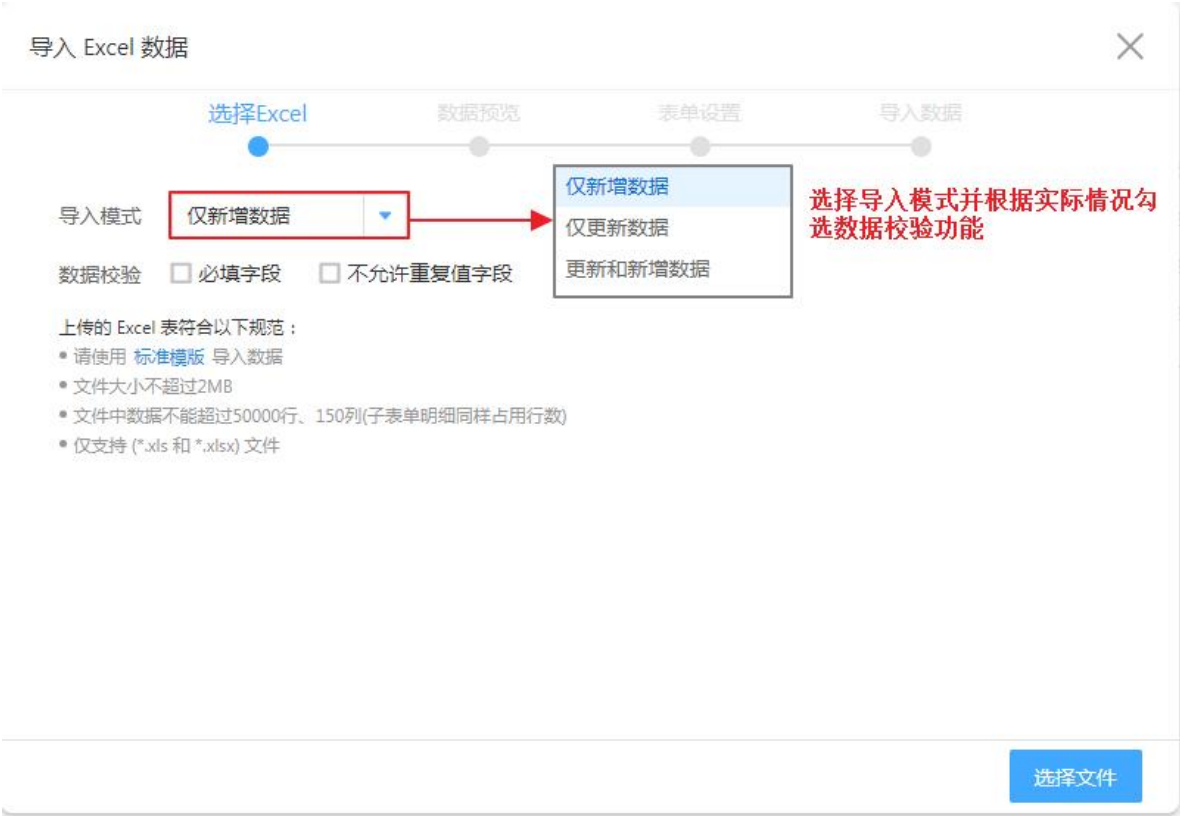 导入 Excel 数据
选择Excel
数据预览
表单设置
导入数据
导入模式
仅新增数据
仅新增数据
仅更新数据
更新和新增数据
选择导入模式并根据实际情况勾
选数据校验功能
数据校验 必填字段 不允许重复值字段
上传的 Excel 表符合以下规范：
• 请使用 标准模版 导入数据
• 文件大小不超过2MB
• 文件中数据不能超过50000行、150列(子表单明细同样占用行数)
• 仅支持 (*.xls 和 *.xlsx) 文件
选择文件